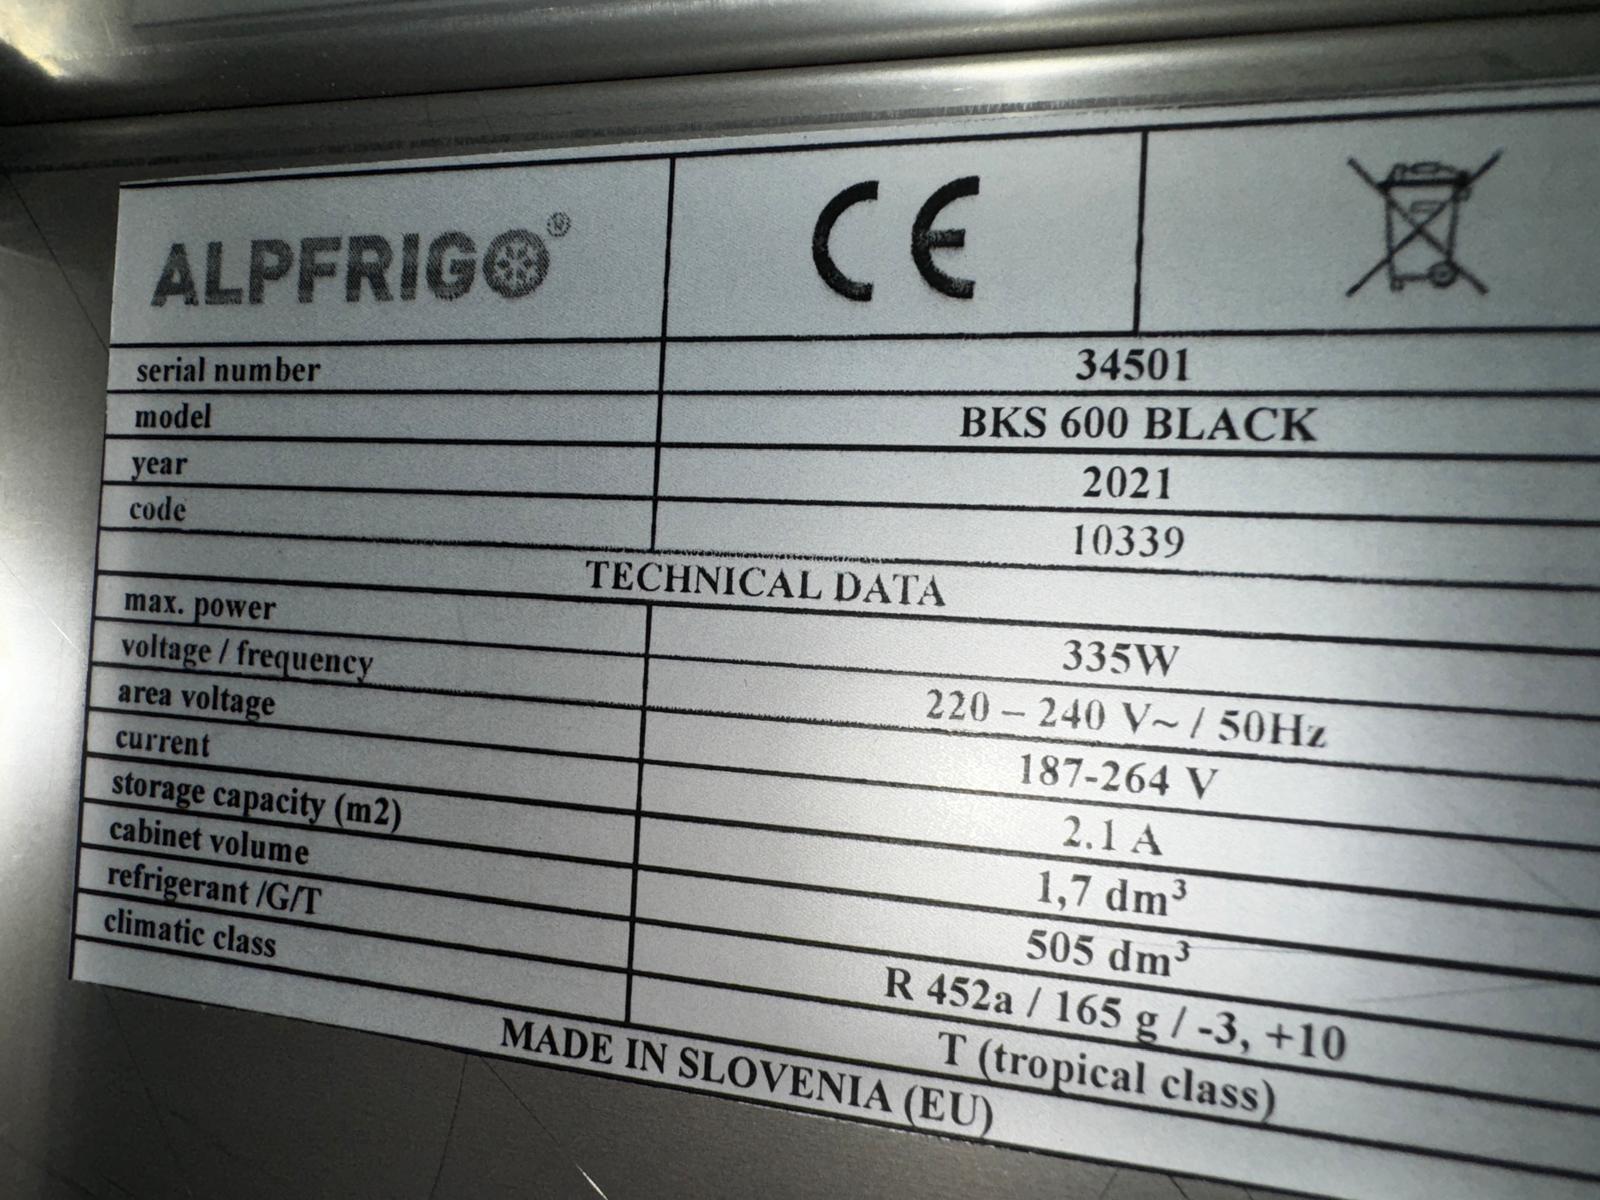 ALPFRIGO®
CE
serial number 34501
model BKS 600 BLACK
year 2021
code 10339
TECHNICAL DATA
max. power 335W
voltage / frequency 220 – 240 V~ / 50Hz
area voltage 187-264 V
current 2.1 A
storage capacity (m2) 1,7 dm³
cabinet volume 505 dm³
refrigerant /G/T R 452a / 165 g / -3, +10
climatic class T (tropical class)
MADE IN SLOVENIA (EU)